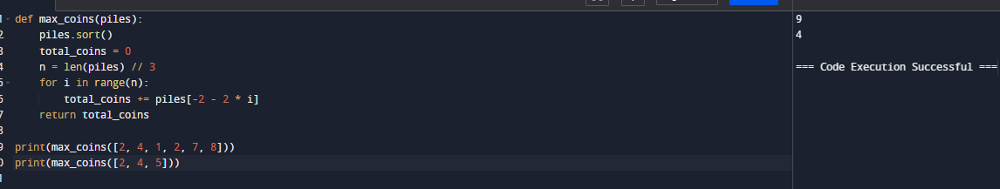 def max_coins(piles):
    piles.sort()
    total_coins = 0
    n = len(piles) // 3
    for i in range(n):
        total_coins += piles[-2 - 2 * i]
    return total_coins

print(max_coins([2, 4, 1, 2, 7, 8]))
print(max_coins([2, 4, 5]))
9
4
=== Code Execution Successful ===